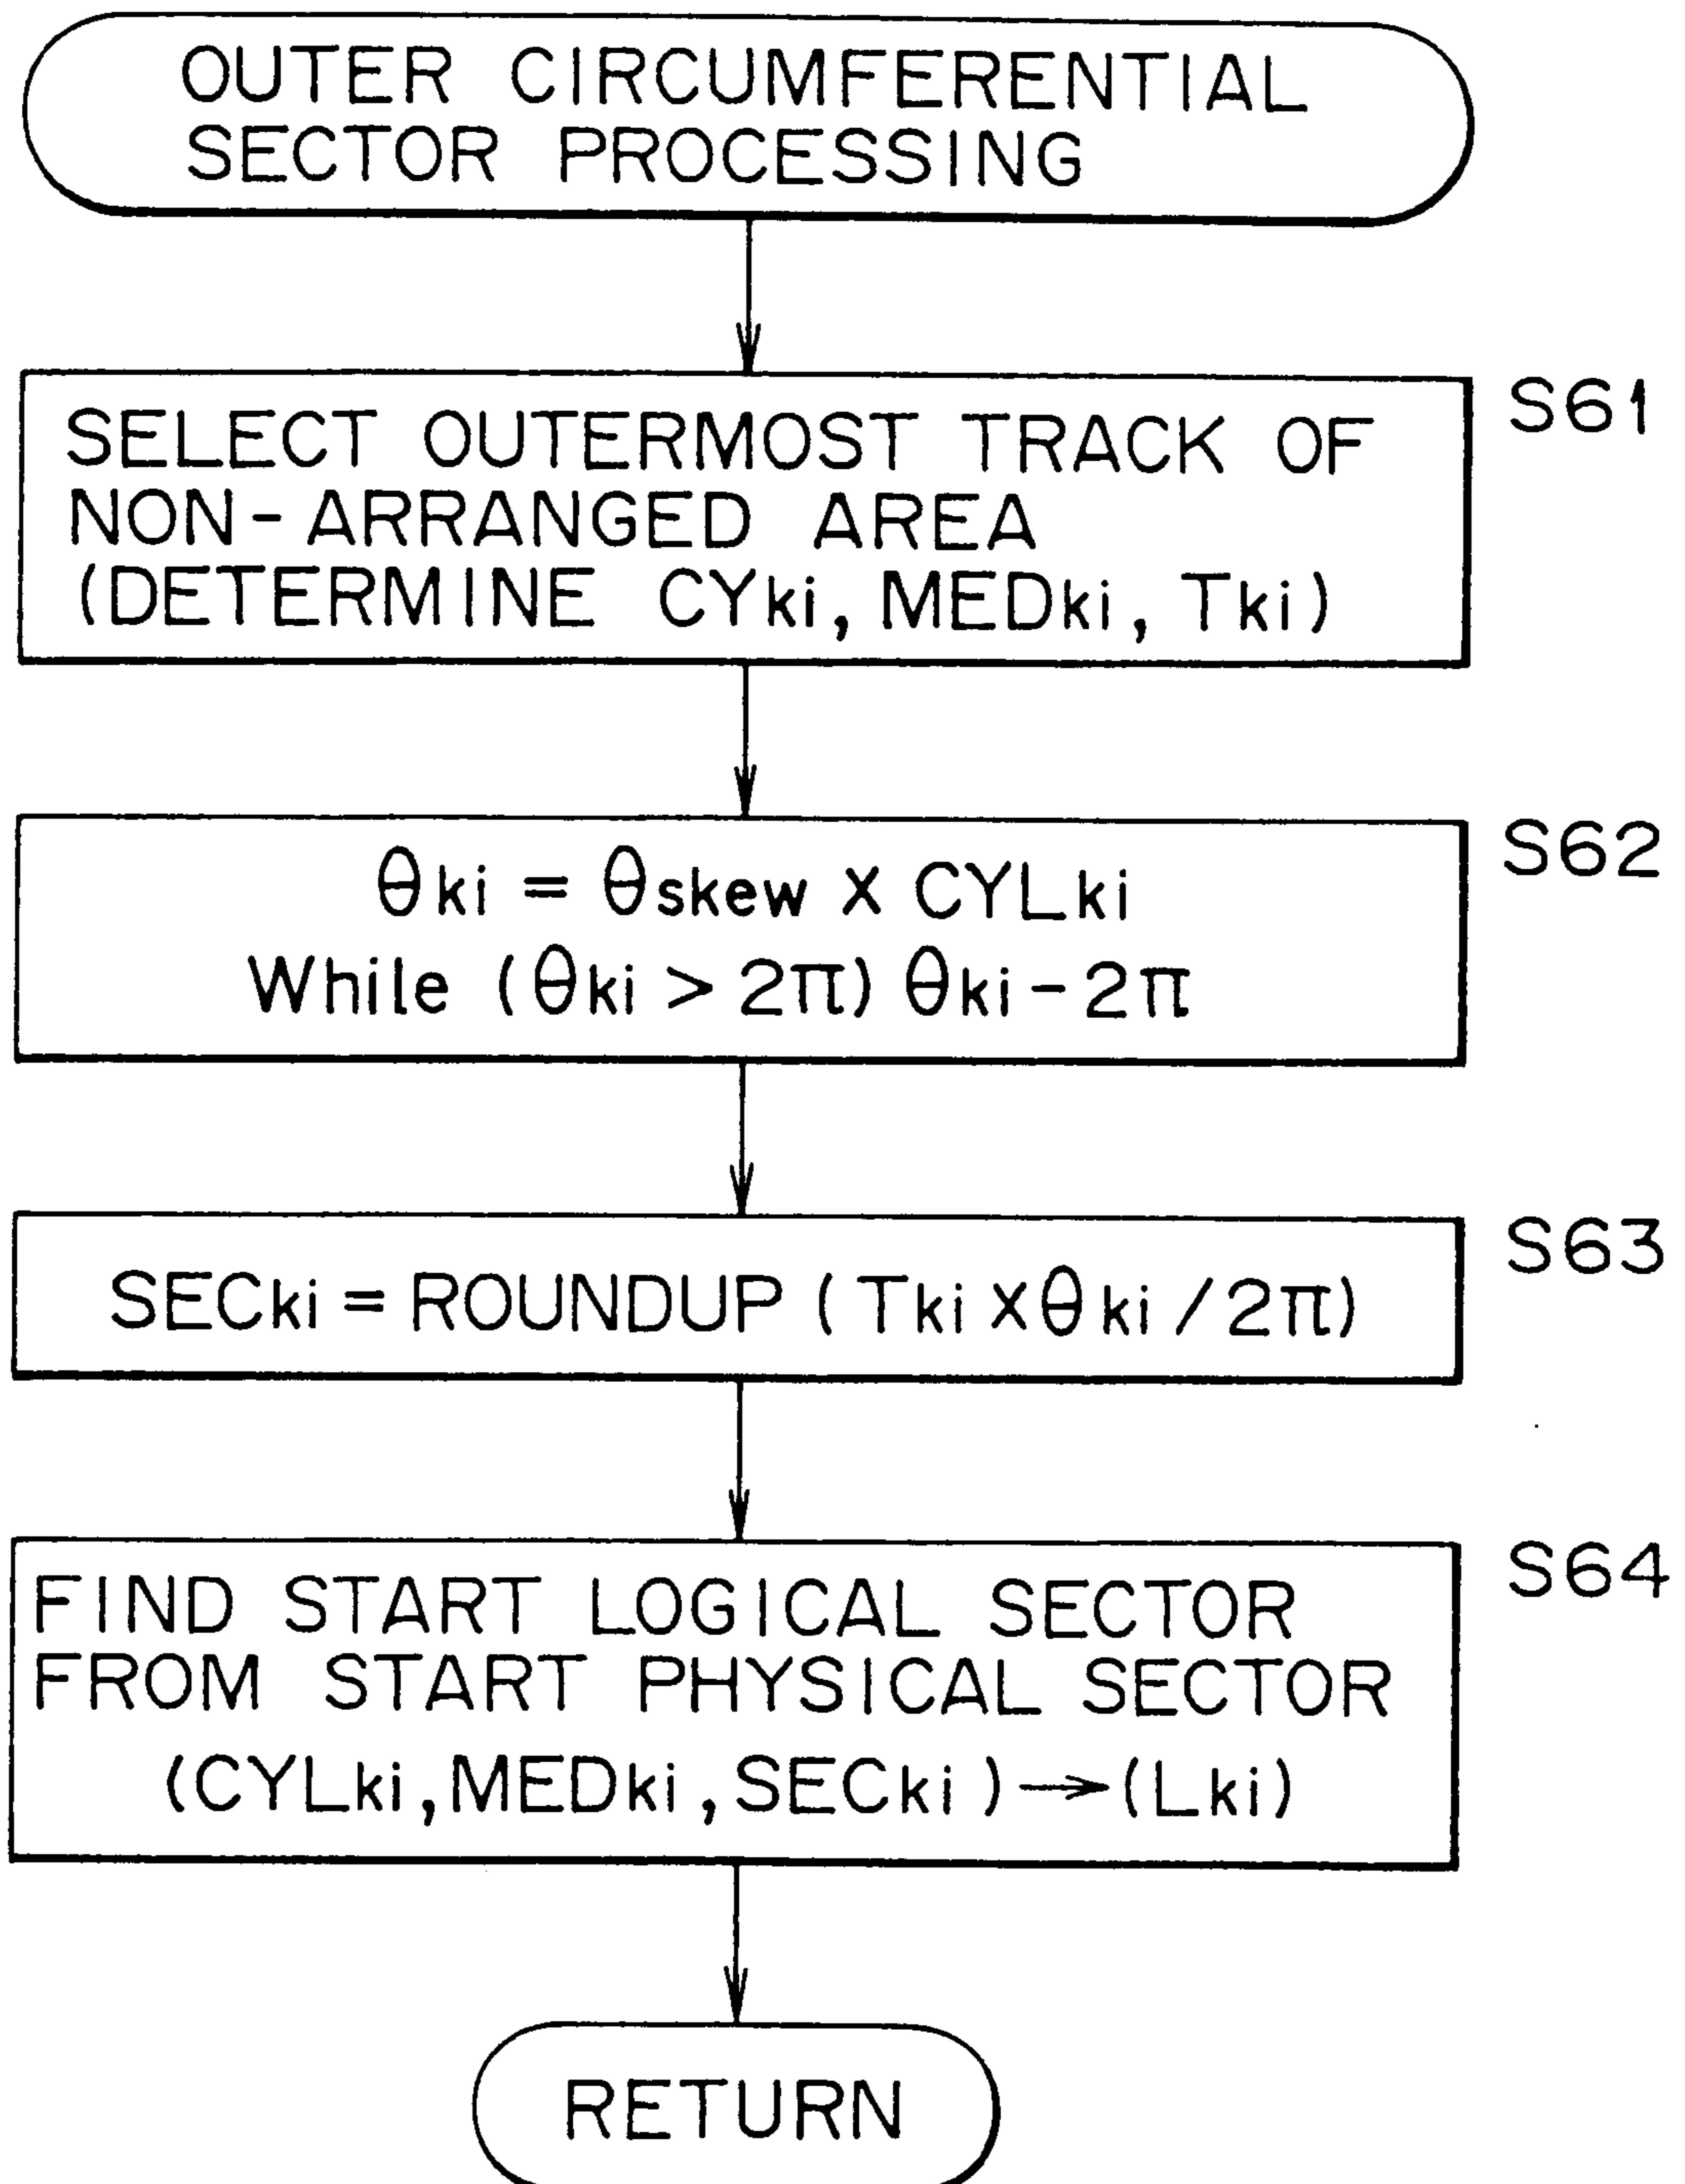 OUTER CIRCUMFERENTIAL
SECTOR PROCESSING
S61
SELECT OUTERMOST TRACK OF
NON-ARRANGED AREA
(DETERMINE CYki, MEDki, Tki)
S62
θki = θskew X CYLki
While (θki > 2π) θki - 2π
S63
SECki = ROUNDUP (Tki xθki / 2π)
S64
FIND START LOGICAL SECTOR
FROM START PHYSICAL SECTOR
(CYLki, MEDki, SECki) → (Lki)
RETURN